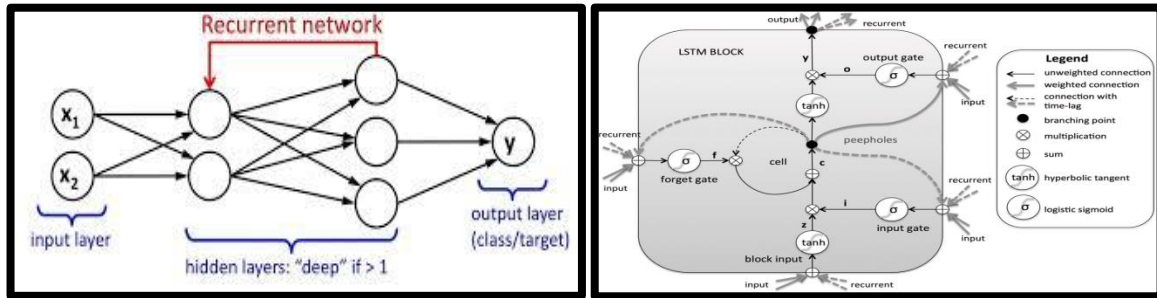 Recurrent network
x1
x2
y
input layer
hidden layers: "deep" if > 1
output layer
(class/target)
output
recurrent
LSTM BLOCK
output gate
recurrent
y
o
σ
input
tanh
recurrent
peepholes
f
σ
cell
forget gate
c
input
recurrent
i
σ
input gate
input
z
tanh
block input
input
recurrent
Legend
unweighted connection
weighted connection
connection with
time-lag
branching point
multiplication
sum
tanh
hyperbolic tangent
σ
logistic sigmoid